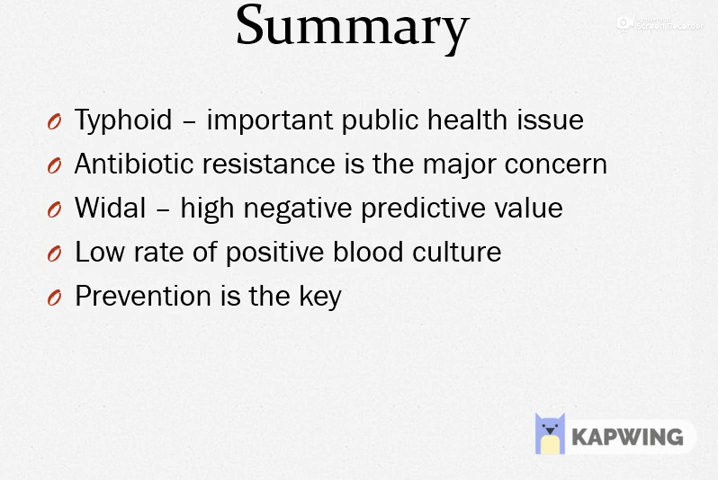 Summary
Typhoid – important public health issue
Antibiotic resistance is the major concern
Widal – high negative predictive value
Low rate of positive blood culture
Prevention is the key
KAPWING